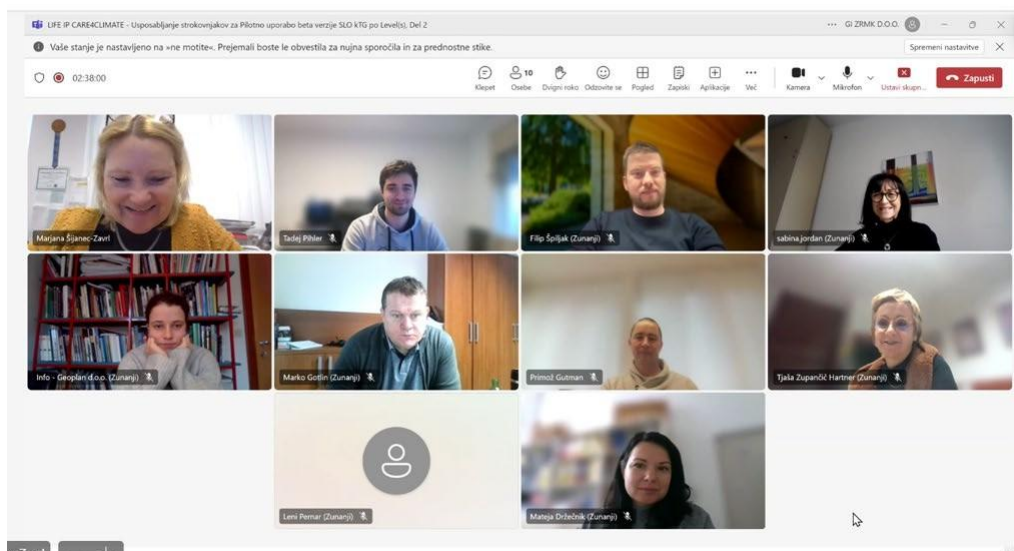 LIFE IP CARE4CLIMATE - Usposabljanje strokovnjakov za Pilotno uporabo beta verzije SLO kTG po Level(s), Del 2
GI ZRMK D.O.O.
Vaše stanje je nastavljeno na »ne motite«. Prejemali boste le obvestila za nujna sporočila in za prednostne stike.
Spremeni nastavitve
02:38:00
10
Klepet Osebe Dvigni roko Odzovite se Pogled Zapiski Aplikacije Več Kamera Mikrofon Ustavi skupn...
Zapusti
Marjana Šijanec-Zavrl
Tadej Pihler
Filip Špiljak (Zunanji)
sabina.jordan (Zunanji)
Info - Geoplan d.o.o. (Zunanji)
Marko Gotlin (Zunanji)
Primož Gutman
Tjaša Zupančič Hartner (Zunanji)
Leni Pernar (Zunanji)
Mateja Držečnik (Zunanji)